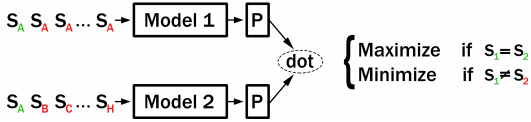 S_A S_A S_A ... S_A Model 1 P
dot
Maximize if S_1=S_2
Minimize if S_1≠S_2
S_A S_B S_C ... S_H Model 2 P